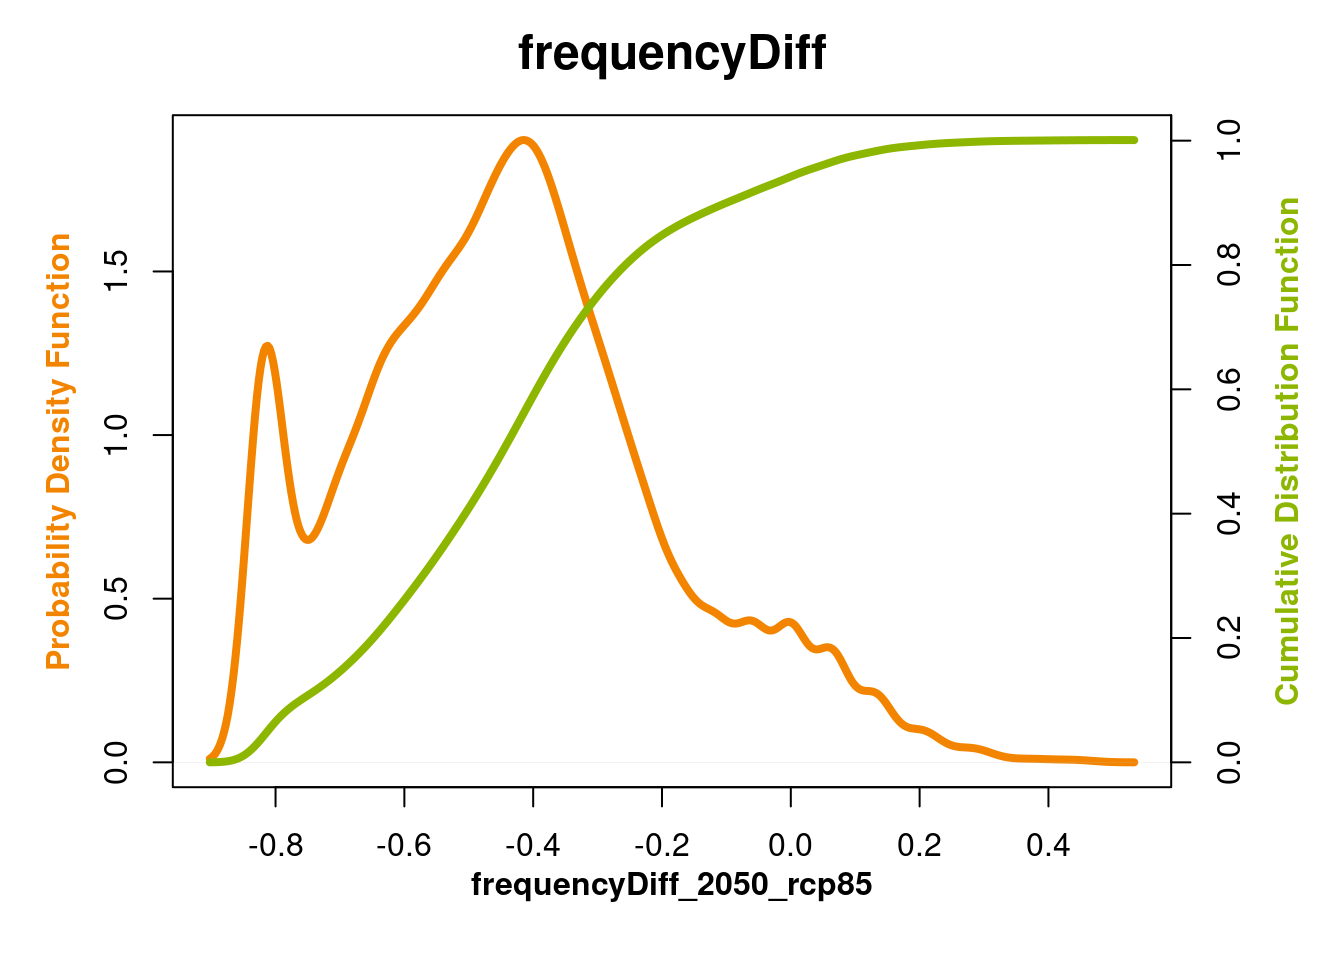 frequencyDiff
Probability Density Function
0.0
0.5
1.0
1.5
0.0
0.2
0.4
0.6
0.8
1.0
Cumulative Distribution Function
-0.8 -0.6 -0.4 -0.2 0.0 0.2 0.4
frequencyDiff_2050_rcp85